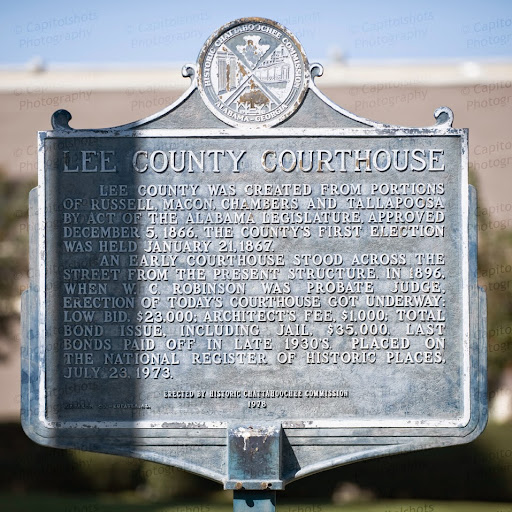 HISTORIC CHATTAHOOCHEE COMMISSION
ALABAMA-GEORGIA
LEE COUNTY COURTHOUSE
LEE COUNTY WAS CREATED FROM PORTIONS
OF RUSSELL, MACON, CHAMBERS AND TALLAPOOSA
BY ACT OF THE ALABAMA LEGISLATURE, APPROVED
DECEMBER 5, 1866. THE COUNTY'S FIRST ELECTION
WAS HELD JANUARY 21, 1867.
AN EARLY COURTHOUSE STOOD ACROSS THE
STREET FROM THE PRESENT STRUCTURE. IN 1896,
WHEN W. C. ROBINSON WAS PROBATE JUDGE,
ERECTION OF TODAY'S COURTHOUSE GOT UNDERWAY:
LOW BID, $23,000; ARCHITECT'S FEE, $1,000; TOTAL
BOND ISSUE, INCLUDING JAIL, $35,000. LAST
BONDS PAID OFF IN LATE 1930'S. PLACED ON
THE NATIONAL REGISTER OF HISTORIC PLACES,
JULY 23, 1973.
ERECTED BY HISTORIC CHATTAHOOCHEE COMMISSION
© Capitolshots
Photography